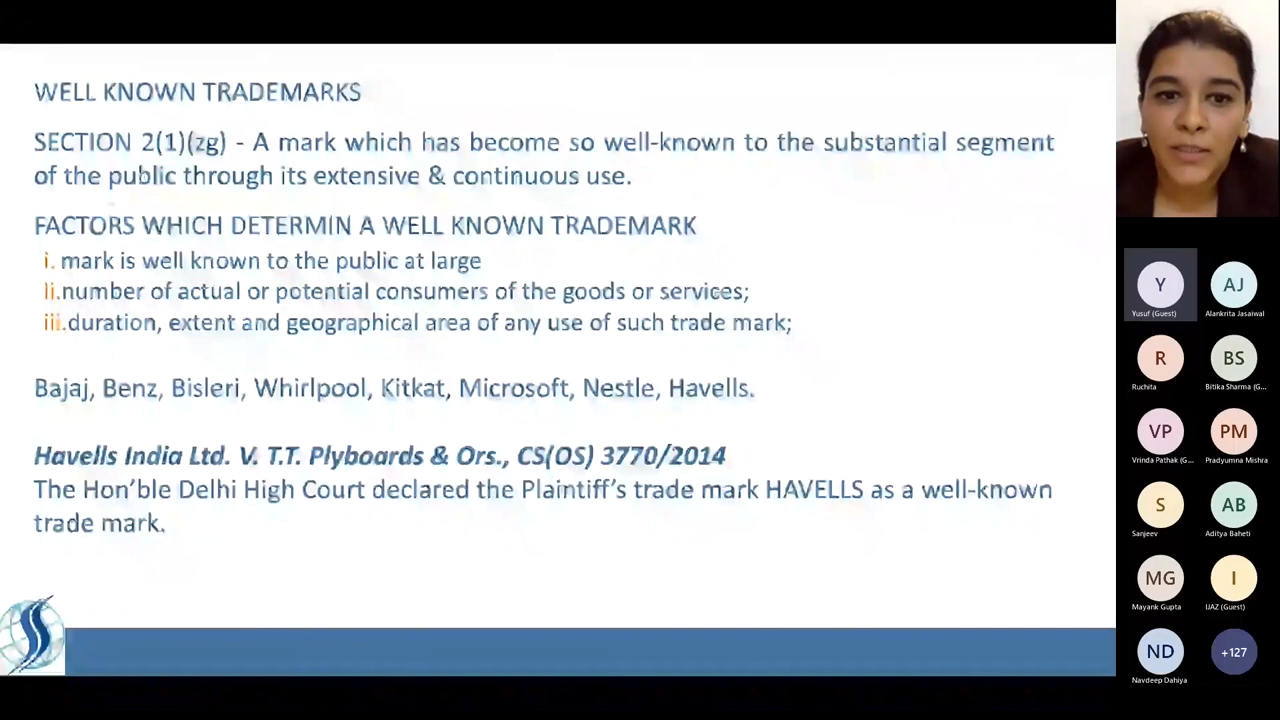 WELL KNOWN TRADEMARKS
SECTION 2(1)(zg) - A mark which has become so well-known to the substantial segment
of the public through its extensive & continuous use.
FACTORS WHICH DETERMIN A WELL KNOWN TRADEMARK
i. mark is well known to the public at large
Ii.number of actual or potential consumers of the goods or services;
iii.duration, extent and geographical area of any use of such trade mark;
Bajaj, Benz, Bisleri, Whirlpool, Kitkat, Microsoft, Nestle, Havells.
Havells India Ltd. V. T.T. Plyboards & Ors., CS(OS) 3770/2014
The Hon'ble Delhi High Court declared the Plaintiff's trade mark HAVELLS as a well-known
trade mark.
Y AJ
Yusuf (Guest) Alankrita Jasaiwal
R BS
Ruchita Bitika Sharma (G...
VP PM
Vrinda Pathak (G... Pradyumna Mishra
S AB
Sanjeev Aditya Baheti
MG I
Mayank Gupta IJAZ (Guest)
ND +127
Navdeep Dahiya